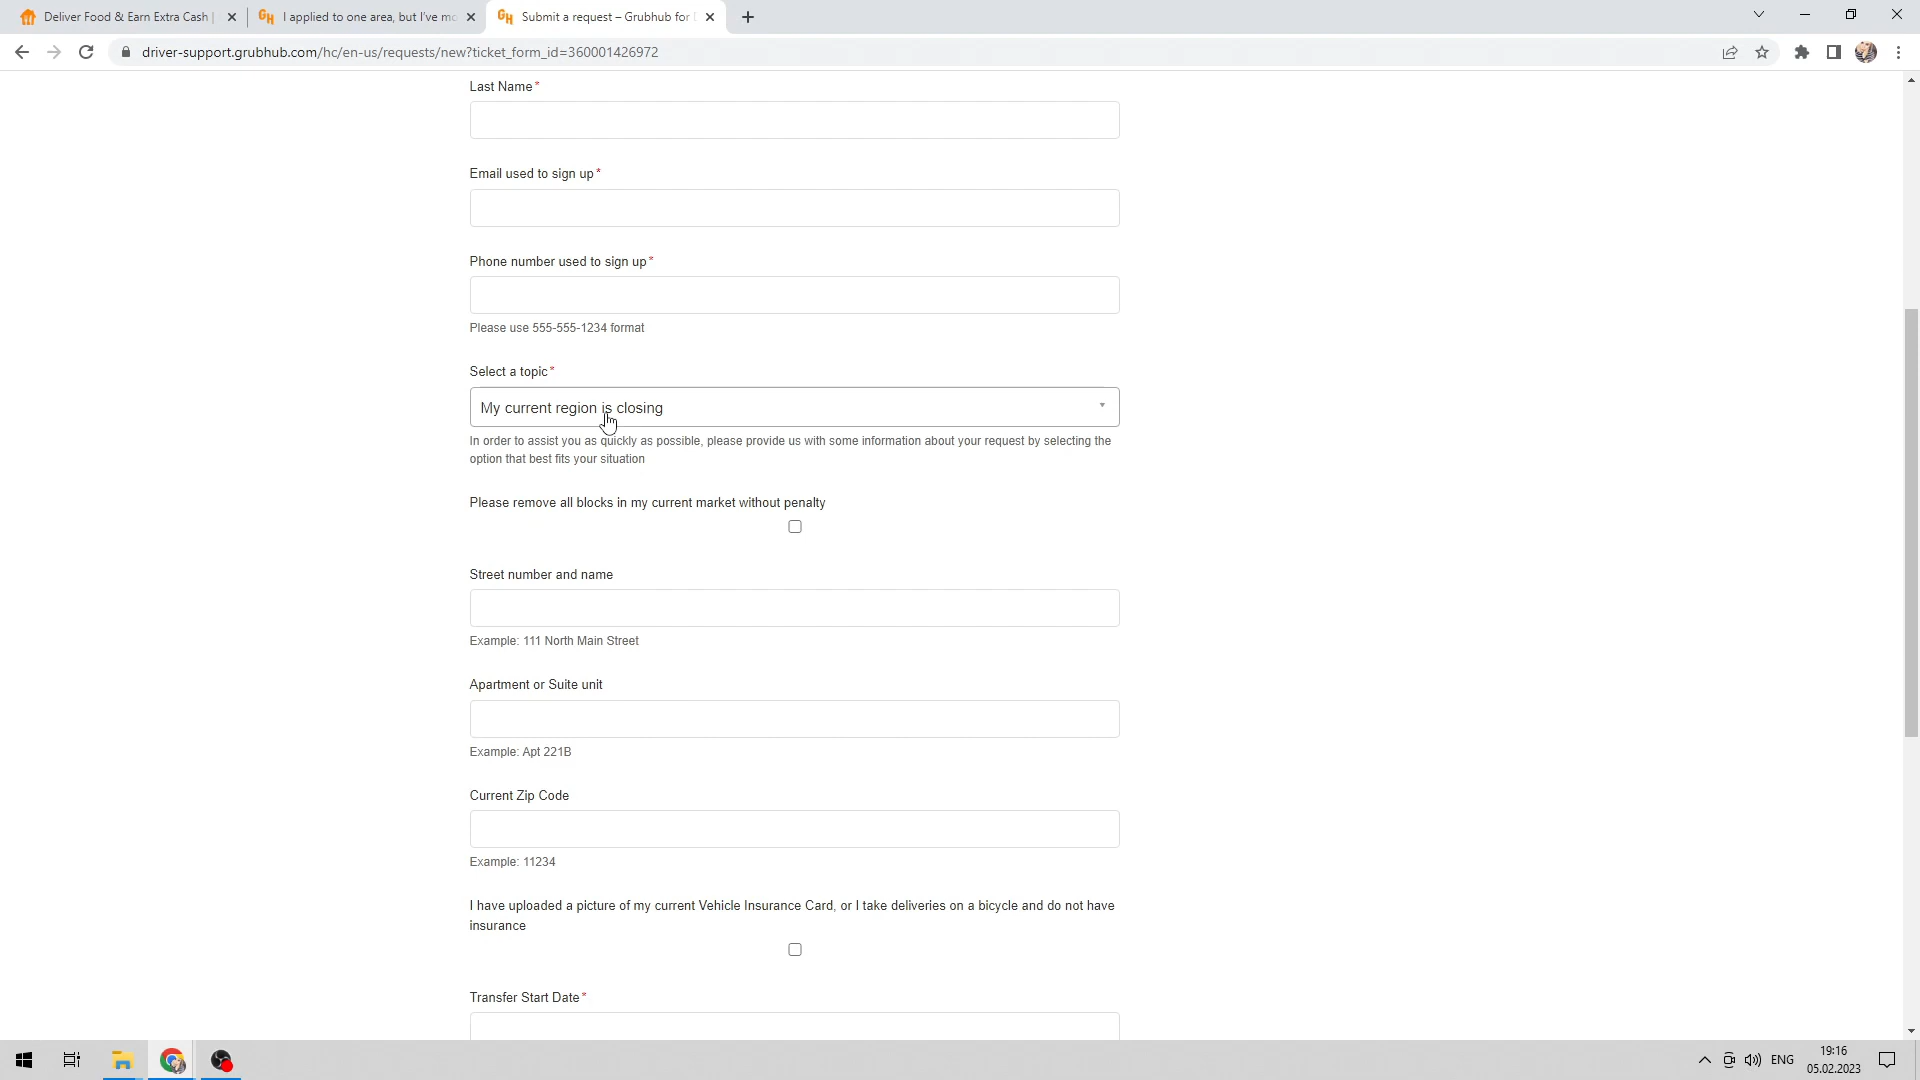 Deliver Food & Earn Extra Cash |
I applied to one area, but I've mo
Submit a request – Grubhub for
driver-support.grubhub.com/hc/en-us/requests/new?ticket_form_id=360001426972
Last Name*
Email used to sign up*
Phone number used to sign up*
Please use 555-555-1234 format
Select a topic*
My current region is closing
In order to assist you as quickly as possible, please provide us with some information about your request by selecting the
option that best fits your situation
Please remove all blocks in my current market without penalty
Street number and name
Example: 111 North Main Street
Apartment or Suite unit
Example: Apt 221B
Current Zip Code
Example: 11234
I have uploaded a picture of my current Vehicle Insurance Card, or I take deliveries on a bicycle and do not have
insurance
Transfer Start Date*
ENG
19:16
05.02.2023